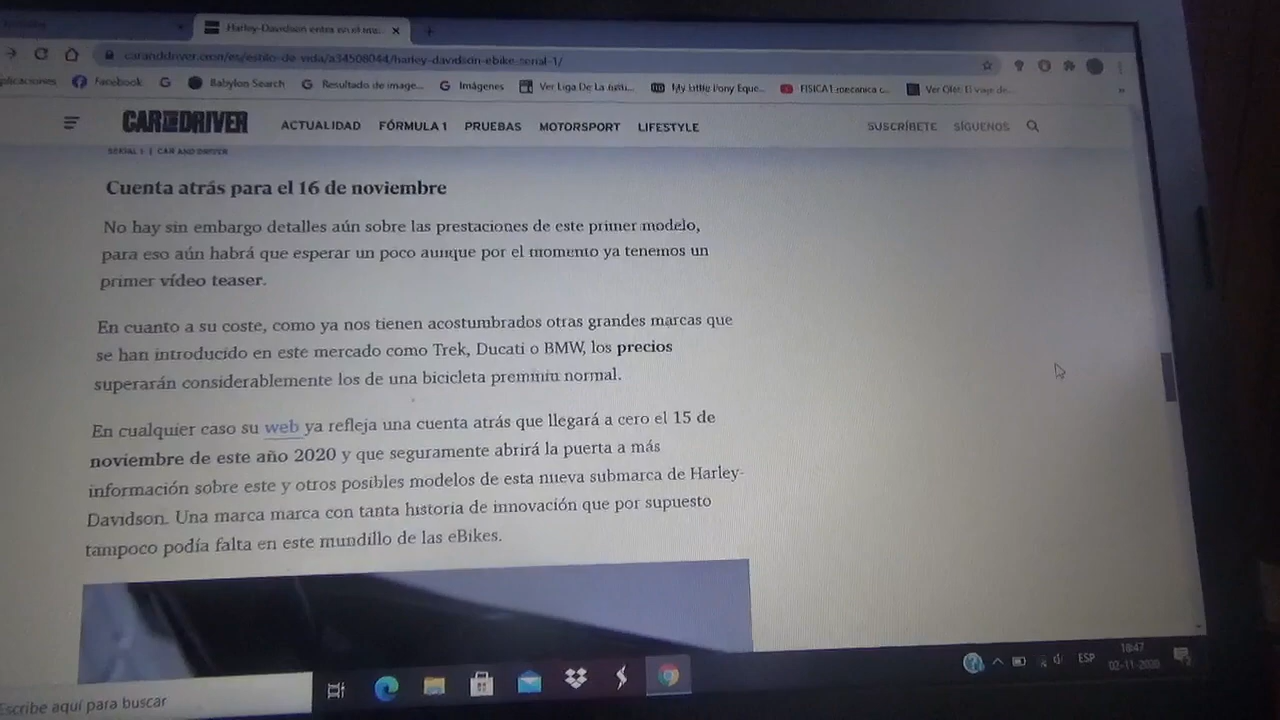 Harley-Davidson entra en el
caranddriver.com/es/estilo-de-vida/a34508044/harley-davidson-ebike-serial-1/
Facebook
Babylon Search
Resultado de image...
Imágenes
Ver Liga De La
My little Pony Eque...
FISICA1:mecanica c...
Ver Olet: El viaje de...
CAR AND DRIVER
ACTUALIDAD FÓRMULA 1 PRUEBAS MOTORSPORT LIFESTYLE
SUSCRÍBETE SÍGUENOS
SERIAL 1 | CAR AND DRIVER
Cuenta atrás para el 16 de noviembre
No hay sin embargo detalles aún sobre las prestaciones de este primer modelo,
para eso aún habrá que esperar un poco aunque por el momento ya tenemos un
primer vídeo teaser.
En cuanto a su coste, como ya nos tienen acostumbrados otras grandes marcas que
se han introducido en este mercado como Trek, Ducati o BMW, los precios
superarán considerablemente los de una bicicleta premniu normal.
En cualquier caso su web ya refleja una cuenta atrás que llegará a cero el 15 de
noviembre de este año 2020 y que seguramente abrirá la puerta a más
información sobre este y otros posibles modelos de esta nueva submarca de Harley-
Davidson. Una marca marca con tanta historia de innovación que por supuesto
tampoco podía falta en este mundillo de las eBikes.
Escribe aquí para buscar
ESP
18:47
02-11-2020